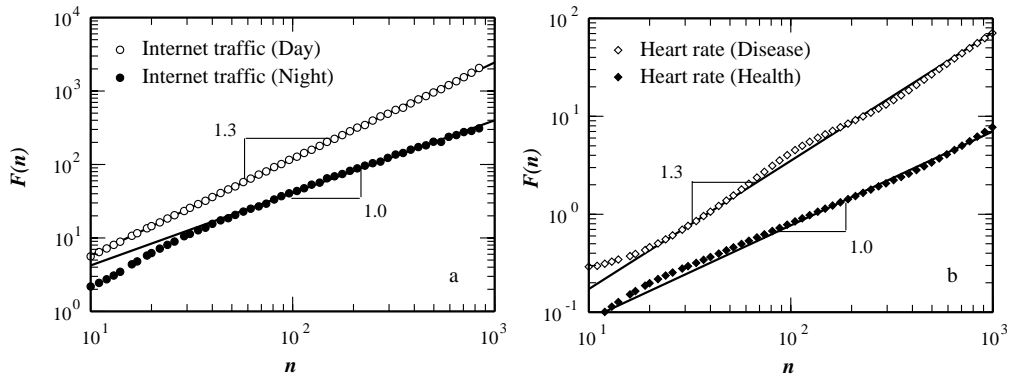 10^4
10^3
10^2
10^1
10^0
F(n)
Internet traffic (Day)
Internet traffic (Night)
1.3
1.0
a
10^1
10^2
10^3
n
10^2
10^1
10^0
10^-1
F(n)
Heart rate (Disease)
Heart rate (Health)
1.3
1.0
b
10^1
10^2
10^3
n